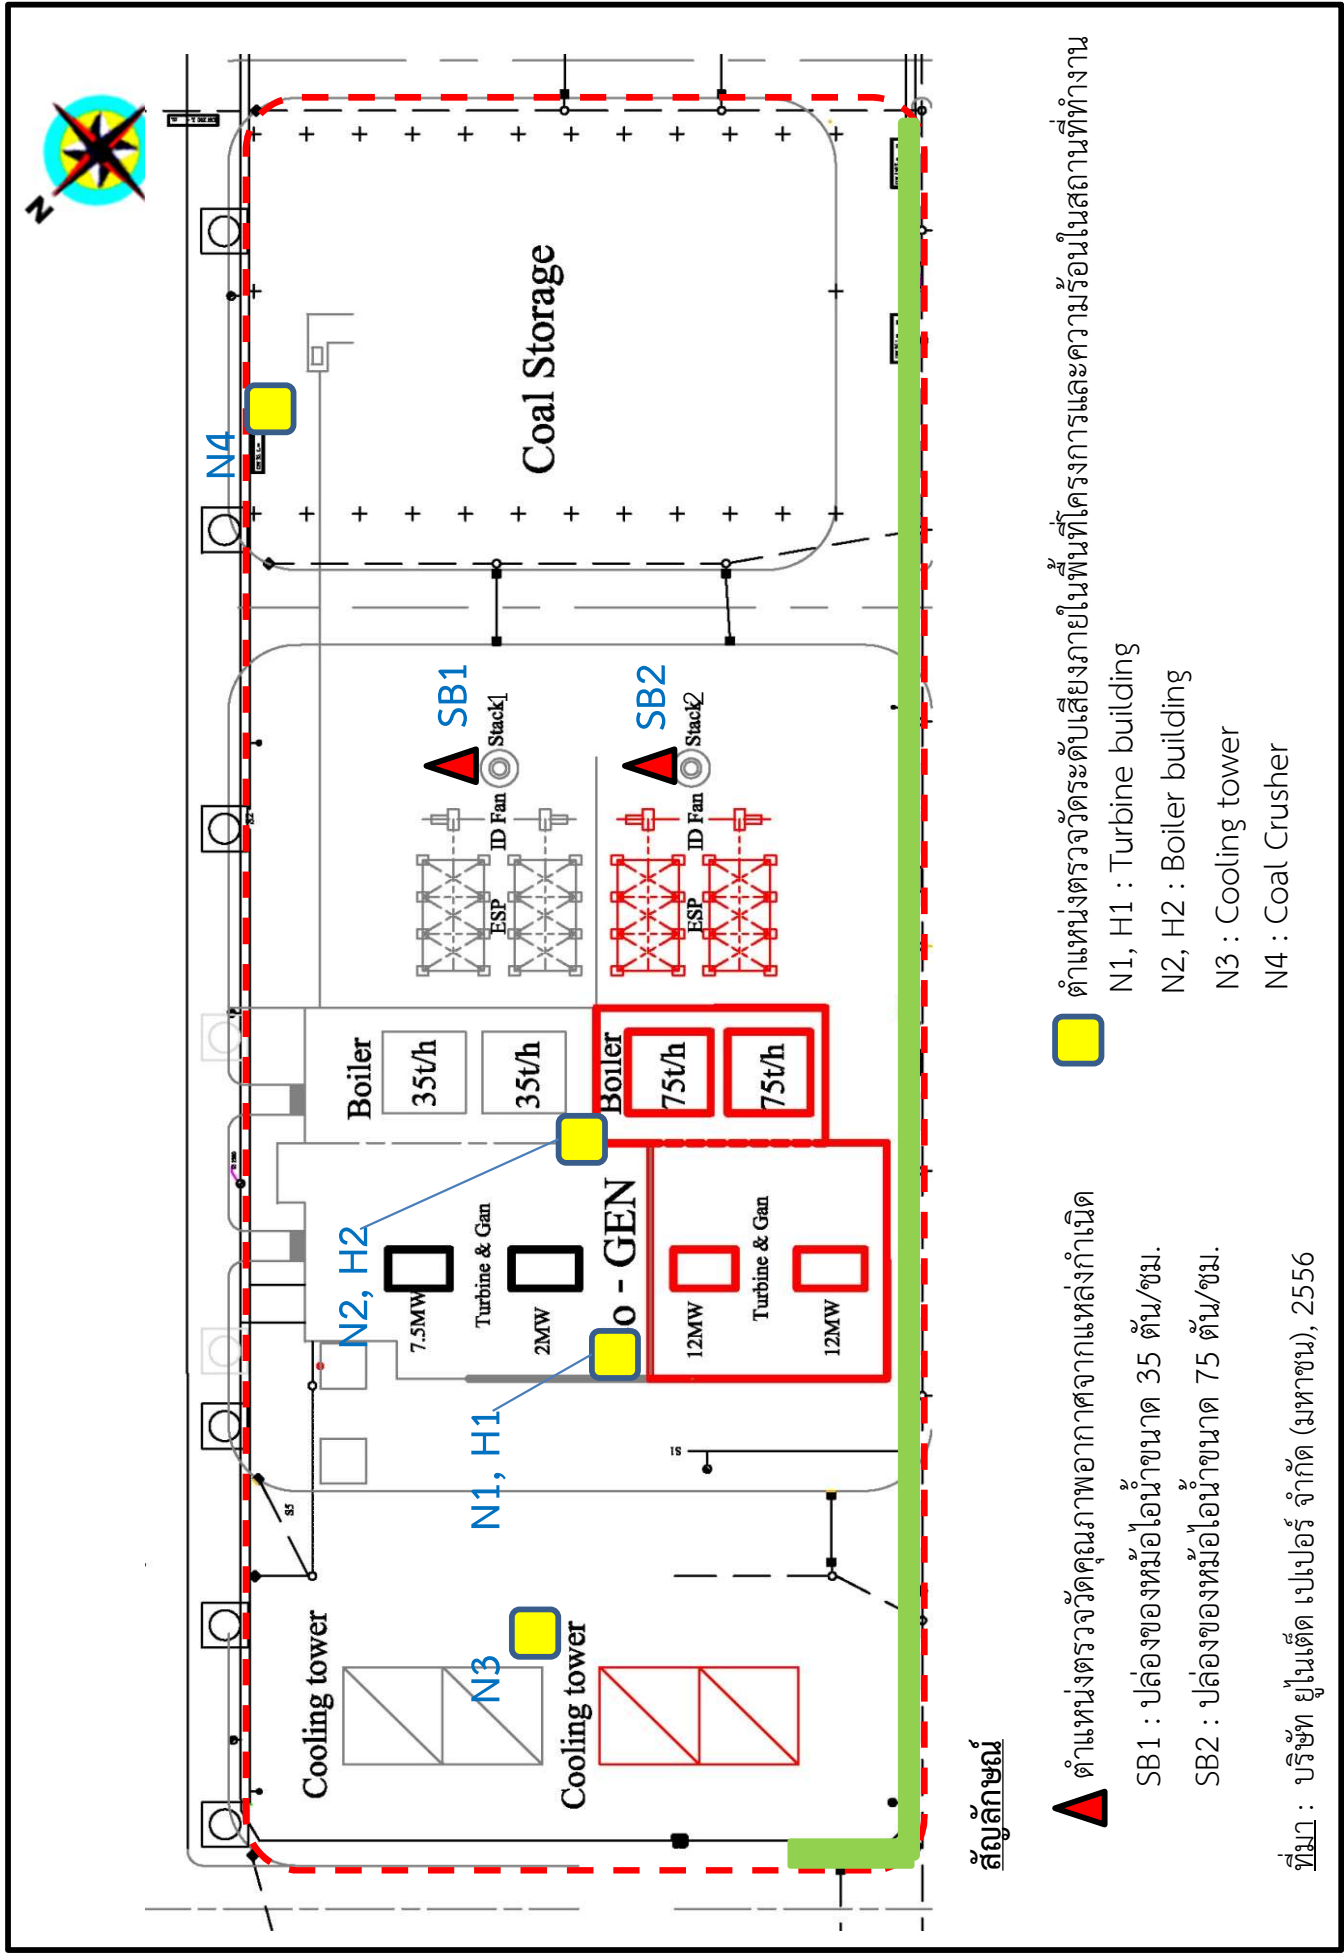 N
N4
Coal Storage
SB1
Stack1
SB2
Stack2
ID Fan
ESP
ID Fan
ESP
Boiler
35t/h
35t/h
Boiler
75t/h
75t/h
N2, H2
7.5MW
Turbine & Gan
2MW
o - GEN
12MW
Turbine & Gan
12MW
N1, H1
S1
S5
S2
N3
Cooling tower
Cooling tower
สัญลักษณ์
ตำแหน่งตรวจวัดคุณภาพอากาศจากแหล่งกำเนิด
SB1 : ปล่องของหม้อไอน้ำขนาด 35 ตัน/ชม.
SB2 : ปล่องของหม้อไอน้ำขนาด 75 ตัน/ชม.
ตำแหน่งตรวจวัดระดับเสียงภายในพื้นที่โครงการและความร้อนในสถานที่ทำงาน
N1, H1 : Turbine building
N2, H2 : Boiler building
N3 : Cooling tower
N4 : Coal Crusher
ที่มา : บริษัท ยูไนเต็ด เปเปอร์ จำกัด (มหาชน), 2556